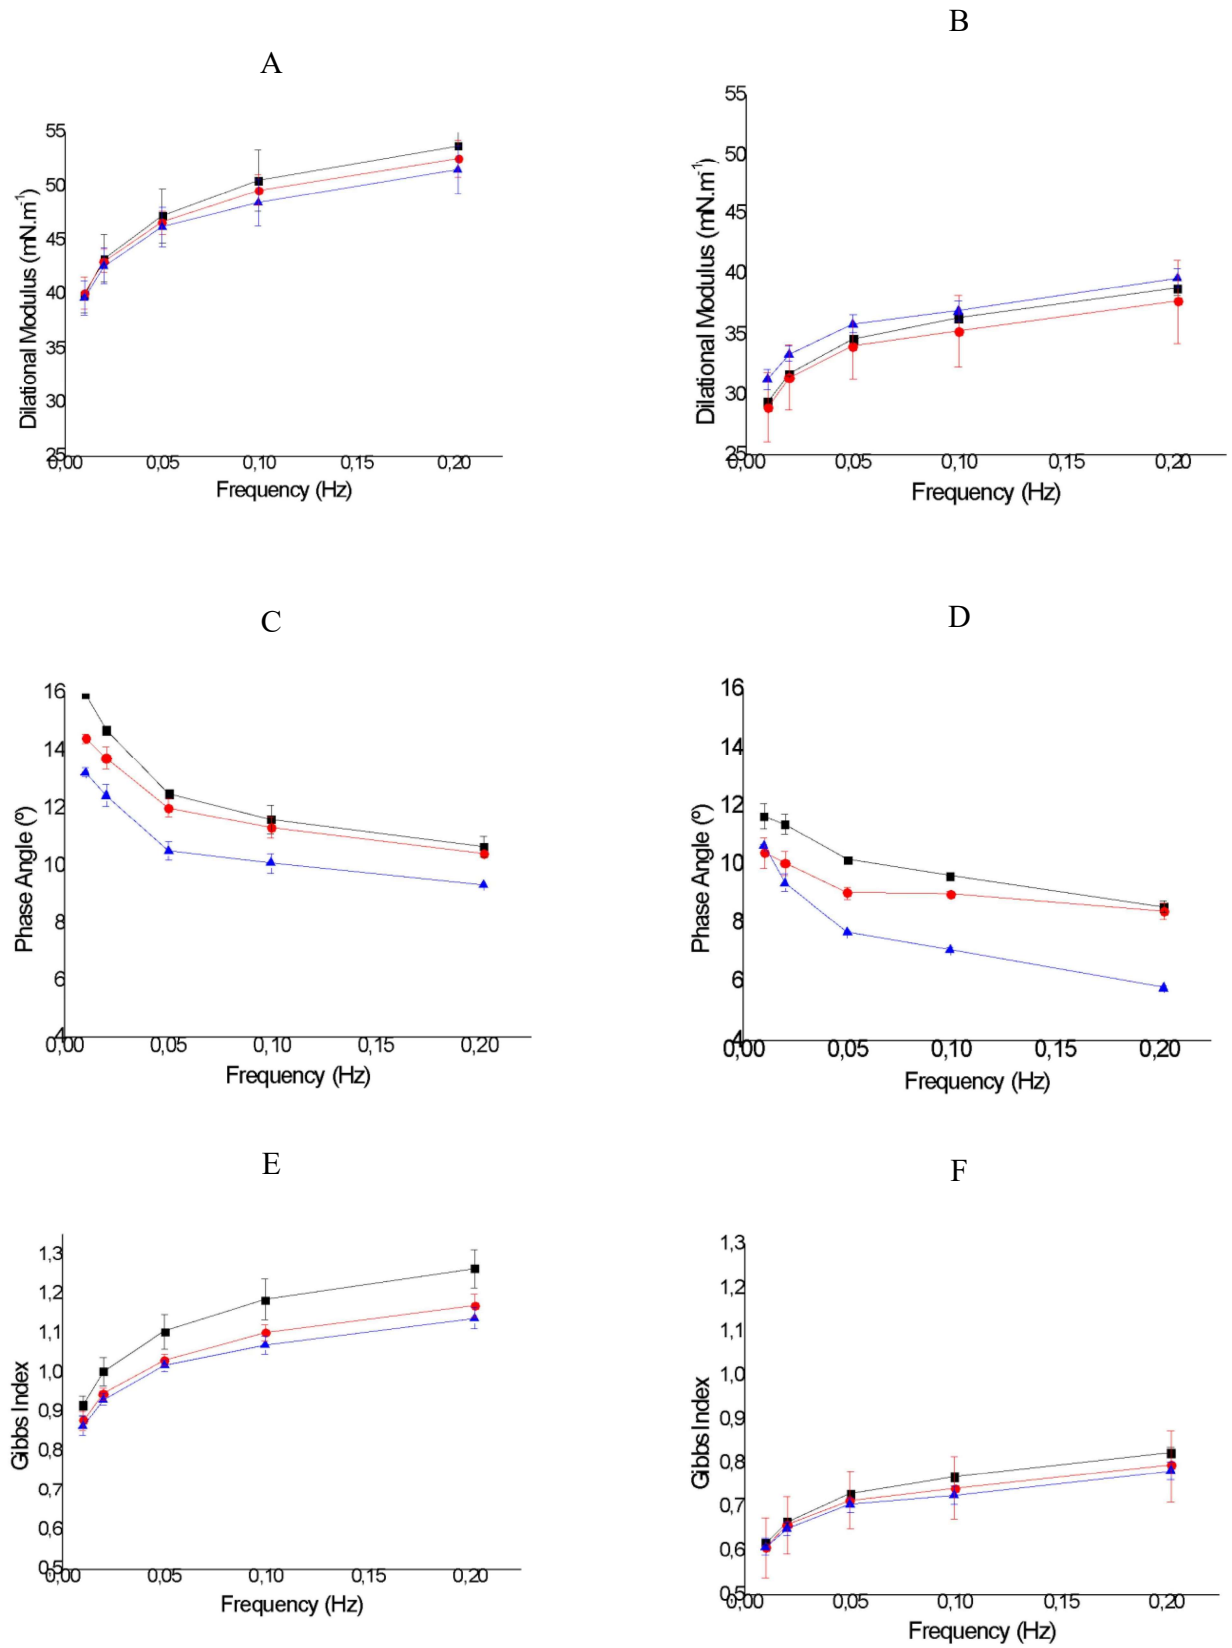 A
Dilational Modulus (mN.m⁻¹)
55
50
45
40
35
30
25
0,00 0,05 0,10 0,15 0,20
Frequency (Hz)
B
Dilational Modulus (mN.m⁻¹)
55
50
45
40
35
30
25
0,00 0,05 0,10 0,15 0,20
Frequency (Hz)
C
Phase Angle (º)
16
14
12
10
8
6
4
0,00 0,05 0,10 0,15 0,20
Frequency (Hz)
D
Phase Angle (º)
16
14
12
10
8
6
4
0,00 0,05 0,10 0,15 0,20
Frequency (Hz)
E
Gibbs Index
1,3
1,2
1,1
1,0
0,9
0,8
0,7
0,6
0,5
0,00 0,05 0,10 0,15 0,20
Frequency (Hz)
F
Gibbs Index
1,3
1,2
1,1
1,0
0,9
0,8
0,7
0,6
0,5
0,00 0,05 0,10 0,15 0,20
Frequency (Hz)